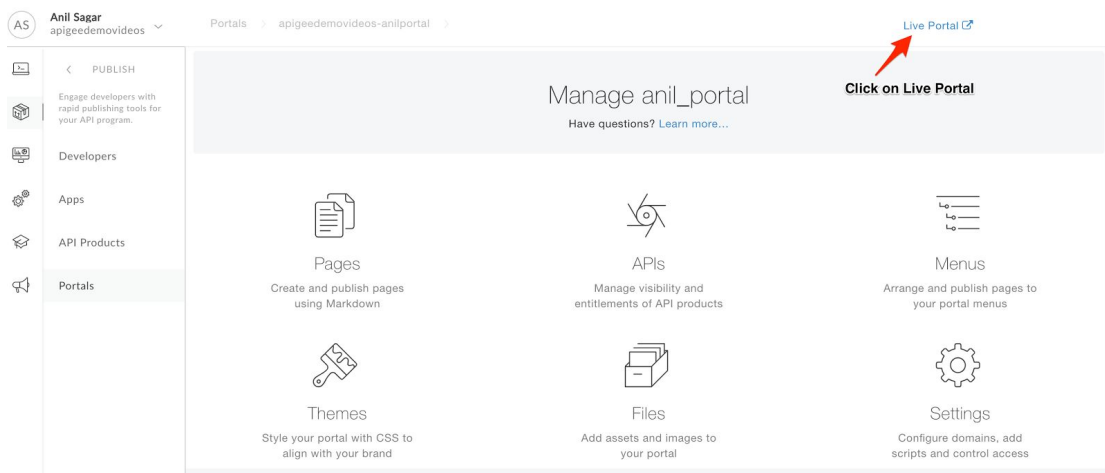 AS
Anil Sagar
apigeedemovideos
Portals > apigeedemovideos-anilportal >
Live Portal
Click on Live Portal
< PUBLISH
Engage developers with
rapid publishing tools for
your API program.
Developers
Apps
API Products
Portals
Manage anil_portal
Have questions? Learn more...
Pages
Create and publish pages
using Markdown
APIs
Manage visibility and
entitlements of API products
Menus
Arrange and publish pages to
your portal menus
Themes
Style your portal with CSS to
align with your brand
Files
Add assets and images to
your portal
Settings
Configure domains, add
scripts and control access